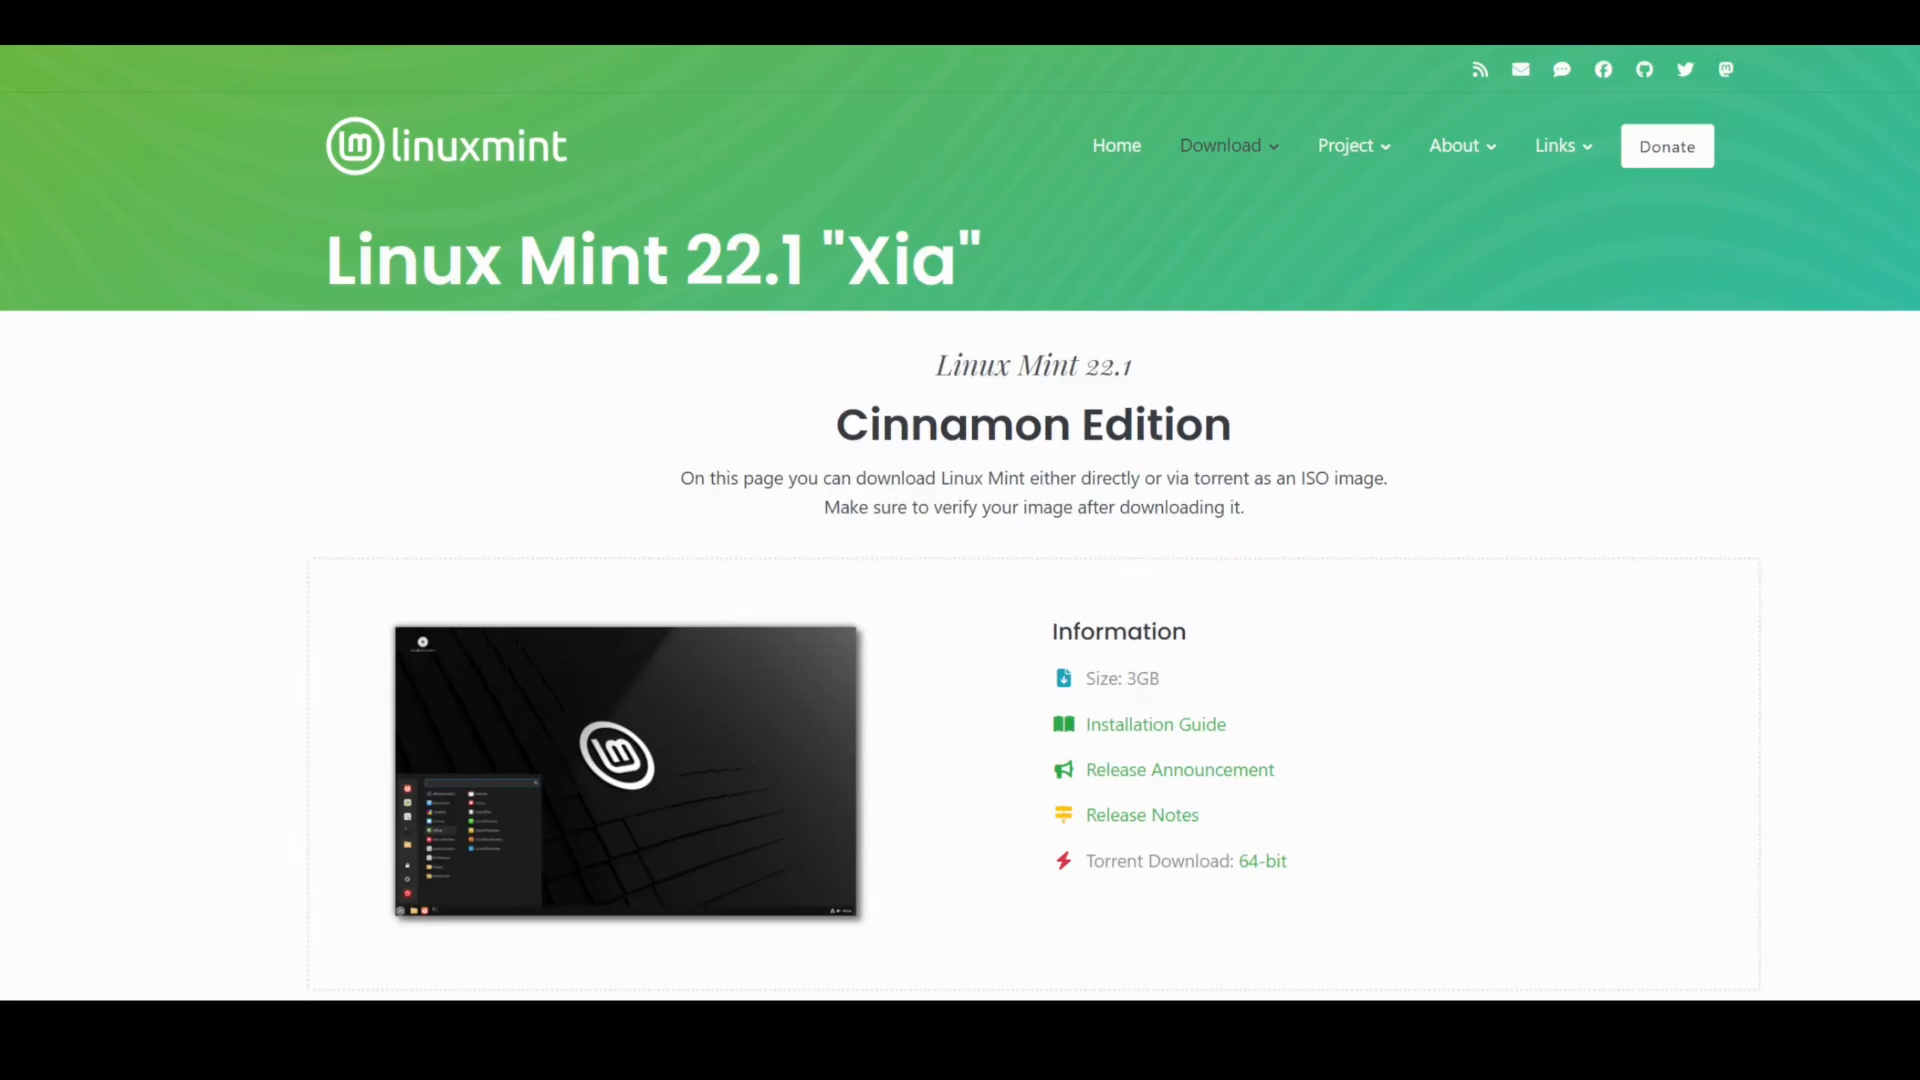 linuxmint
Home Download Project About Links Donate
Linux Mint 22.1 "Xia"
Linux Mint 22.1
Cinnamon Edition
On this page you can download Linux Mint either directly or via torrent as an ISO image.
Make sure to verify your image after downloading it.
Information
Size: 3GB
Installation Guide
Release Announcement
Release Notes
Torrent Download: 64-bit